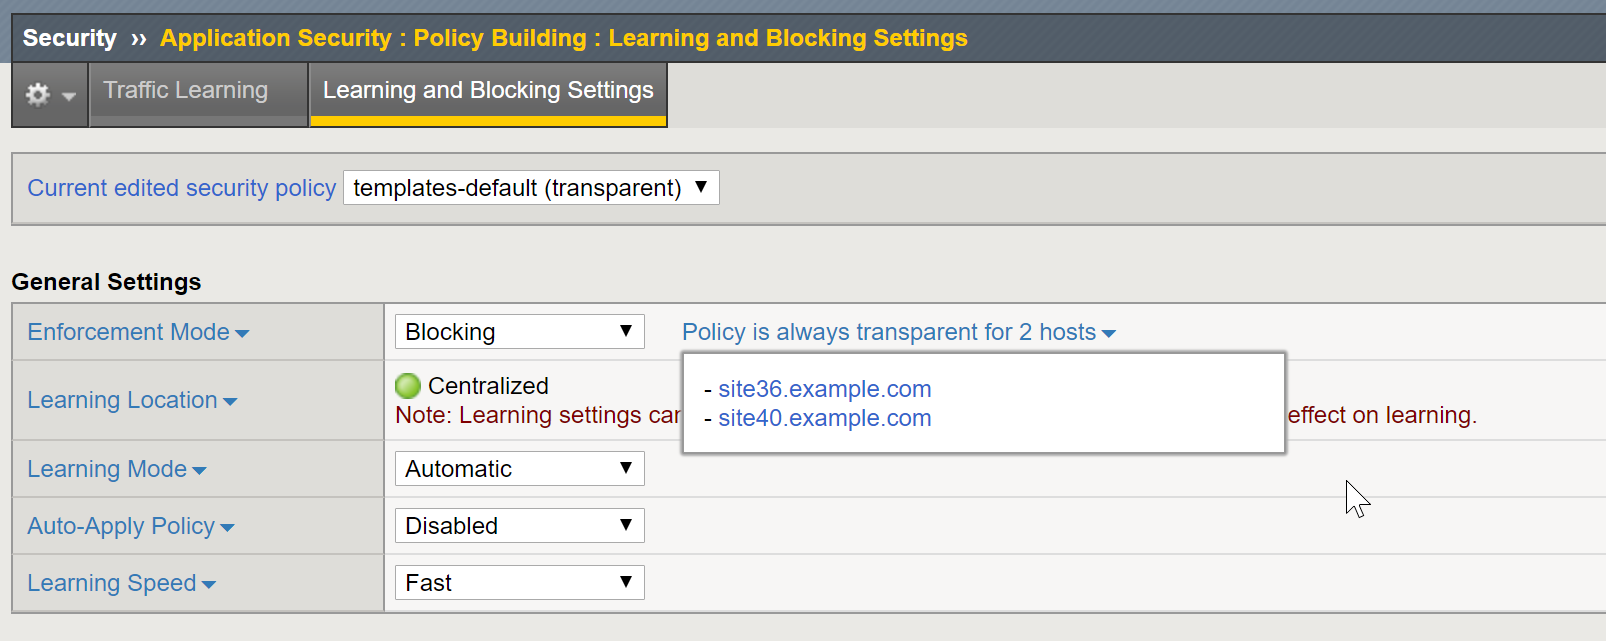 Security ›› Application Security : Policy Building : Learning and Blocking Settings
Traffic Learning Learning and Blocking Settings
Current edited security policy templates-default (transparent)
General Settings
Enforcement Mode Blocking Policy is always transparent for 2 hosts
- site36.example.com
- site40.example.com
Learning Location Centralized
Note: Learning settings effect on learning.
Learning Mode Automatic
Auto-Apply Policy Disabled
Learning Speed Fast